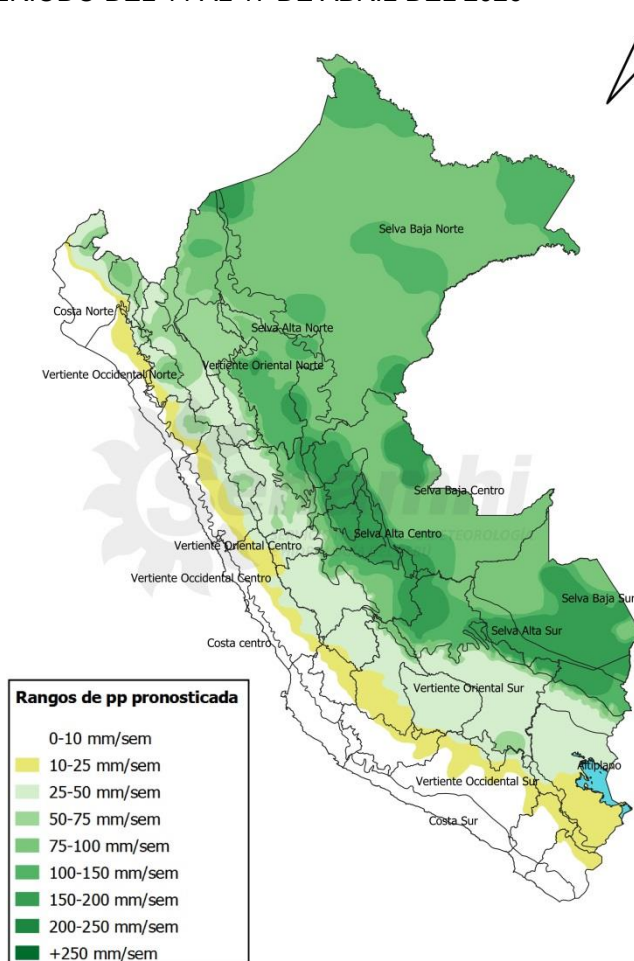 Selva Baja Norte
Costa Norte
Selva Alta Norte
Vertiente Oriental Norte
Vertiente Occidental Norte
Selva Baja Centro
Senamhi
Selva Alta Centro
Vertiente Oriental Centro
Vertiente Occidental Centro
Selva Baja Sur
Selva Alta Sur
Costa centro
Vertiente Oriental Sur
Altiplano
Vertiente Occidental Sur
Costa Sur
Rangos de pp pronosticada
0-10 mm/sem
10-25 mm/sem
25-50 mm/sem
50-75 mm/sem
75-100 mm/sem
100-150 mm/sem
150-200 mm/sem
200-250 mm/sem
+250 mm/sem